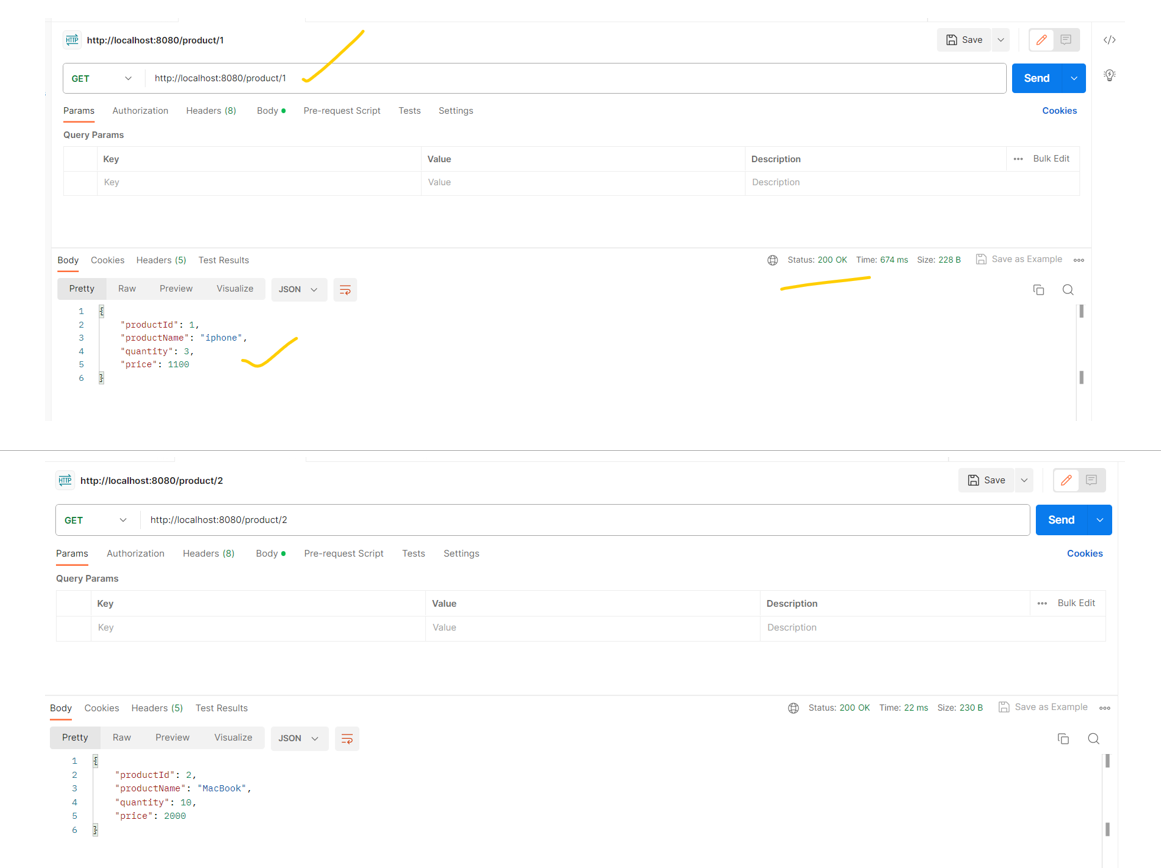 HTTP http://localhost:8080/product/1 Save
GET http://localhost:8080/product/1 Send
Params Authorization Headers (8) Body Pre-request Script Tests Settings Cookies
Query Params
Key Value Description Bulk Edit
Key Value Description
Body Cookies Headers (5) Test Results Status: 200 OK Time: 674 ms Size: 228 B Save as Example
Pretty Raw Preview Visualize JSON
1 {
2 "productId": 1,
3 "productName": "iphone",
4 "quantity": 3,
5 "price": 1100
6 }
HTTP http://localhost:8080/product/2 Save
GET http://localhost:8080/product/2 Send
Params Authorization Headers (8) Body Pre-request Script Tests Settings Cookies
Query Params
Key Value Description Bulk Edit
Key Value Description
Body Cookies Headers (5) Test Results Status: 200 OK Time: 22 ms Size: 230 B Save as Example
Pretty Raw Preview Visualize JSON
1 {
2 "productId": 2,
3 "productName": "MacBook",
4 "quantity": 10,
5 "price": 2000
6 }